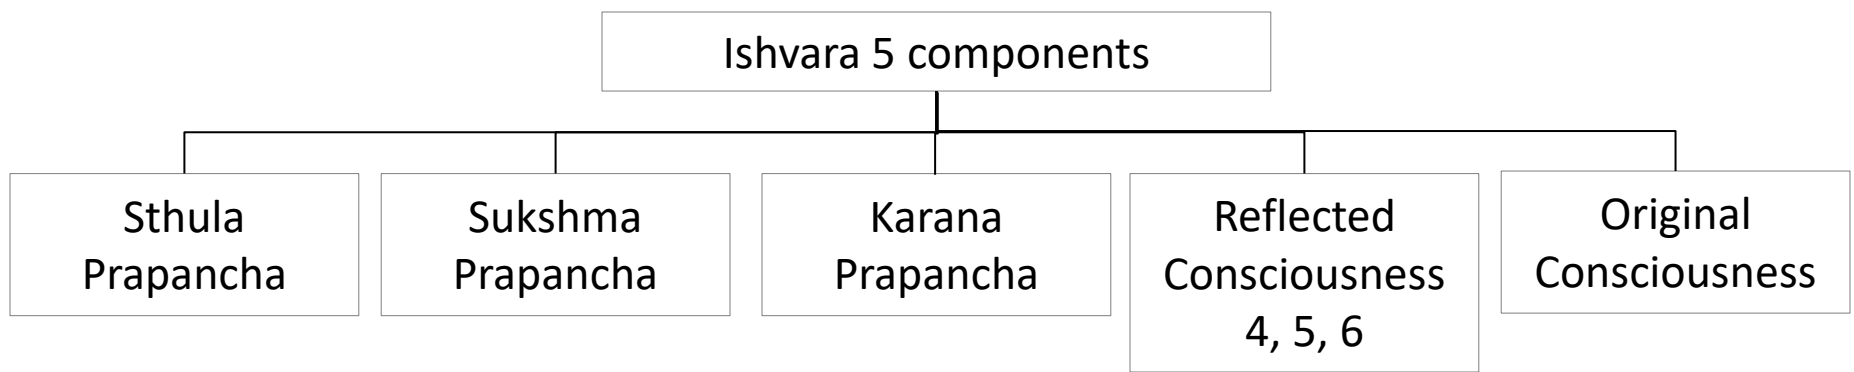 Ishvara 5 components
Sthula
Prapancha
Sukshma
Prapancha
Karana
Prapancha
Reflected
Consciousness
4, 5, 6
Original
Consciousness